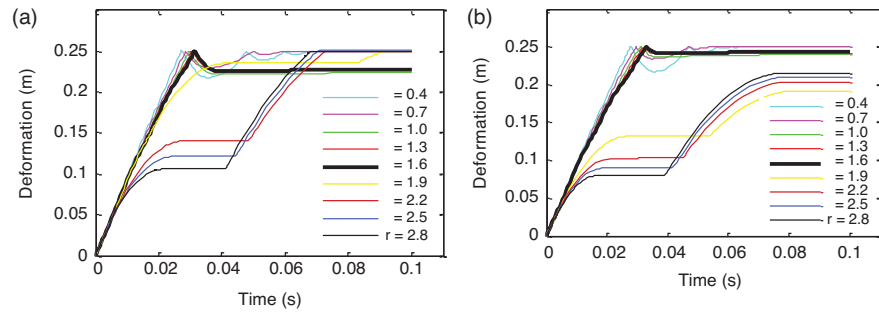 (a)
Deformation (m)
0.25
0.2
0.15
0.1
0.05
0
0 0.02 0.04 0.06 0.08 0.1
Time (s)
= 0.4
= 0.7
= 1.0
= 1.3
= 1.6
= 1.9
= 2.2
= 2.5
r = 2.8
(b)
Deformation (m)
0.25
0.2
0.15
0.1
0.05
0
0 0.02 0.04 0.06 0.08 0.1
Time (s)
= 0.4
= 0.7
= 1.0
= 1.3
= 1.6
= 1.9
= 2.2
= 2.5
r = 2.8